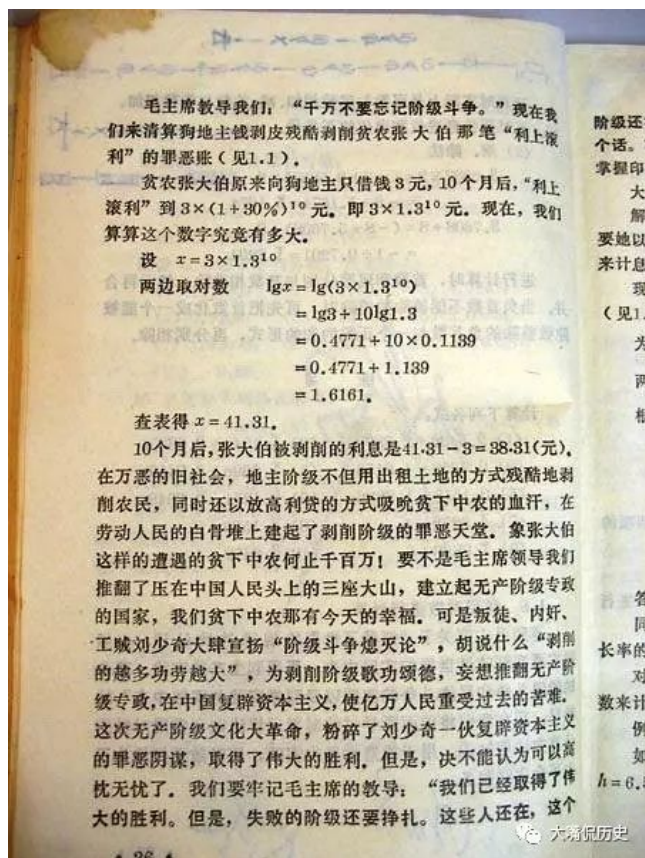 毛主席教导我们：“千万不要忘记阶级斗争。”现在我
们来清算狗地主钱剥皮残酷剥削贫农张大伯那笔“利上滚
利”的罪恶账（见1.1）。
贫农张大伯原来向狗地主只借钱3元，10个月后，“利上
滚利”到3×(1+30%)¹⁰元。即3×1.3¹⁰元。现在，我们
算算这个数字究竟有多大。
设 x=3×1.3¹⁰
两边取对数 lgx=lg(3×1.3¹⁰)
=lg3+10lg1.3
=0.4771+10×0.1139
=0.4771+1.139
=1.6161。
查表得x=41.31。
10个月后，张大伯被剥削的利息是41.31-3=38.31(元)。
在万恶的旧社会，地主阶级不但用出租土地的方式残酷地剥
削农民，同时还以放高利贷的方式吸吮贫下中农的血汗，在
劳动人民的白骨堆上建起了剥削阶级的罪恶天堂。象张大伯
这样的遭遇的贫下中农何止千百万！要不是毛主席领导我们
推翻了压在中国人民头上的三座大山，建立起无产阶级专政
的国家，我们贫下中农那有今天的幸福。可是叛徒、内奸、
工贼刘少奇大肆宣扬“阶级斗争熄灭论”，胡说什么“剥削
的越多功劳越大”，为剥削阶级歌功颂德，妄想推翻无产阶
级专政，在中国复辟资本主义，使亿万人民重受过去的苦难。
这次无产阶级文化大革命，粉碎了刘少奇一伙复辟资本主义
的罪恶阴谋，取得了伟大的胜利。但是，决不能认为可以高
枕无忧了。我们要牢记毛主席的教导：“我们已经取得了伟
大的胜利。但是，失败的阶级还要挣扎。这些人还在，这个
阶级还
个话。
掌握印
大
解
要她以
来计息
现
（见1.
为
两
根
答
同
长率的
对
数来计
例
如
h=6.
大嘴侃历史